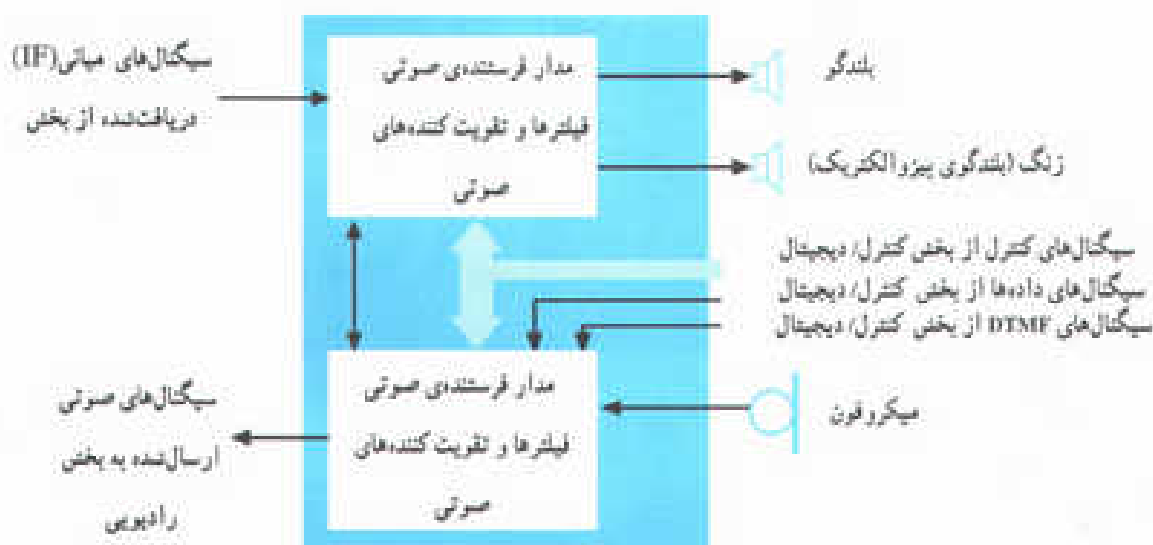 سیگنال‌های میانی(IF)
دریافت‌شده از بخش
مدار فرستنده‌ی صوتی
فیلترها و تقویت کننده‌های
صوتی
بلندگو
زنگ (بلندگوی پیزوالکتریک)
سیگنال‌های کنترل از بخش کنترل/ دیجیتال
سیگنال‌های داده‌ها از بخش کنترل/ دیجیتال
سیگنال‌های DTMF از بخش کنترل/ دیجیتال
مدار فرستنده‌ی صوتی
فیلترها و تقویت کننده‌های
صوتی
میکروفون
سیگنال‌های صوتی
ارسال‌شده به بخش
رادیویی